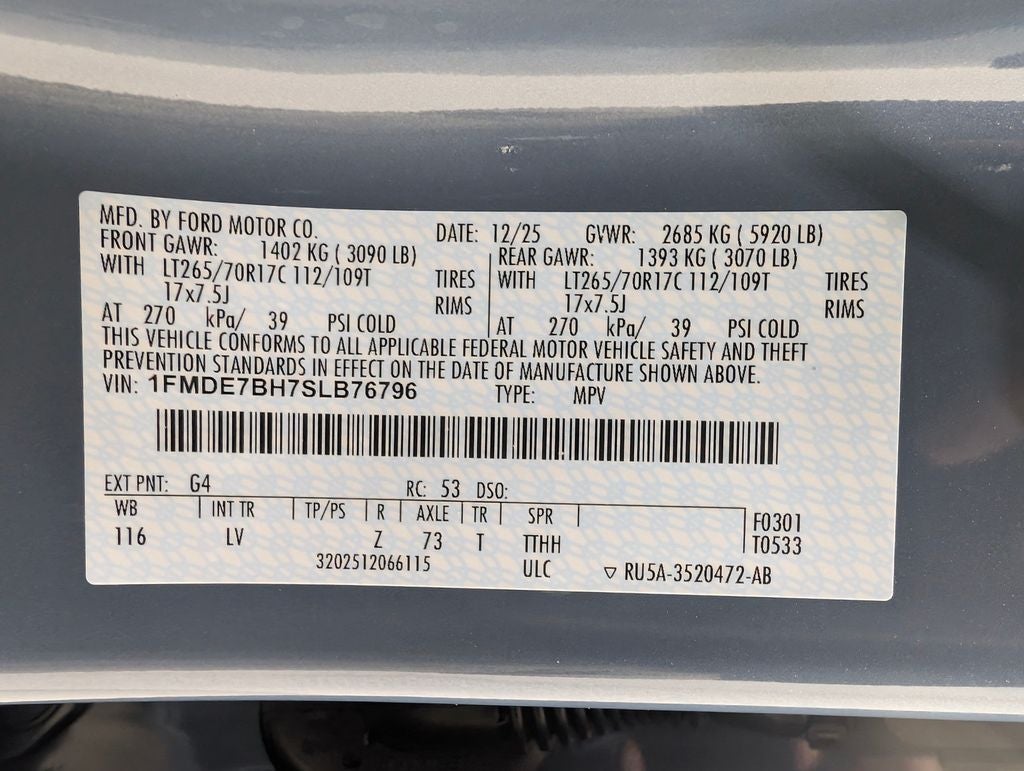 MFD. BY FORD MOTOR CO. DATE: 12/25 GVWR: 2685 KG ( 5920 LB)
FRONT GAWR: 1402 KG ( 3090 LB) REAR GAWR: 1393 KG ( 3070 LB)
WITH LT265/70R17C 112/109T TIRES WITH LT265/70R17C 112/109T TIRES
17x7.5J RIMS 17x7.5J RIMS
AT 270 kPa/ 39 PSI COLD AT 270 kPa/ 39 PSI COLD
THIS VEHICLE CONFORMS TO ALL APPLICABLE FEDERAL MOTOR VEHICLE SAFETY AND THEFT
PREVENTION STANDARDS IN EFFECT ON THE DATE OF MANUFACTURE SHOWN ABOVE.
VIN: 1FMDE7BH7SLB76796 TYPE: MPV
EXT PNT: G4 RC: 53 DSO:
WB INT TR TP/PS R AXLE TR SPR F0301
116 LV Z 73 T TTHH T0533
3202512066115 ULC ▽ RU5A-3520472-AB